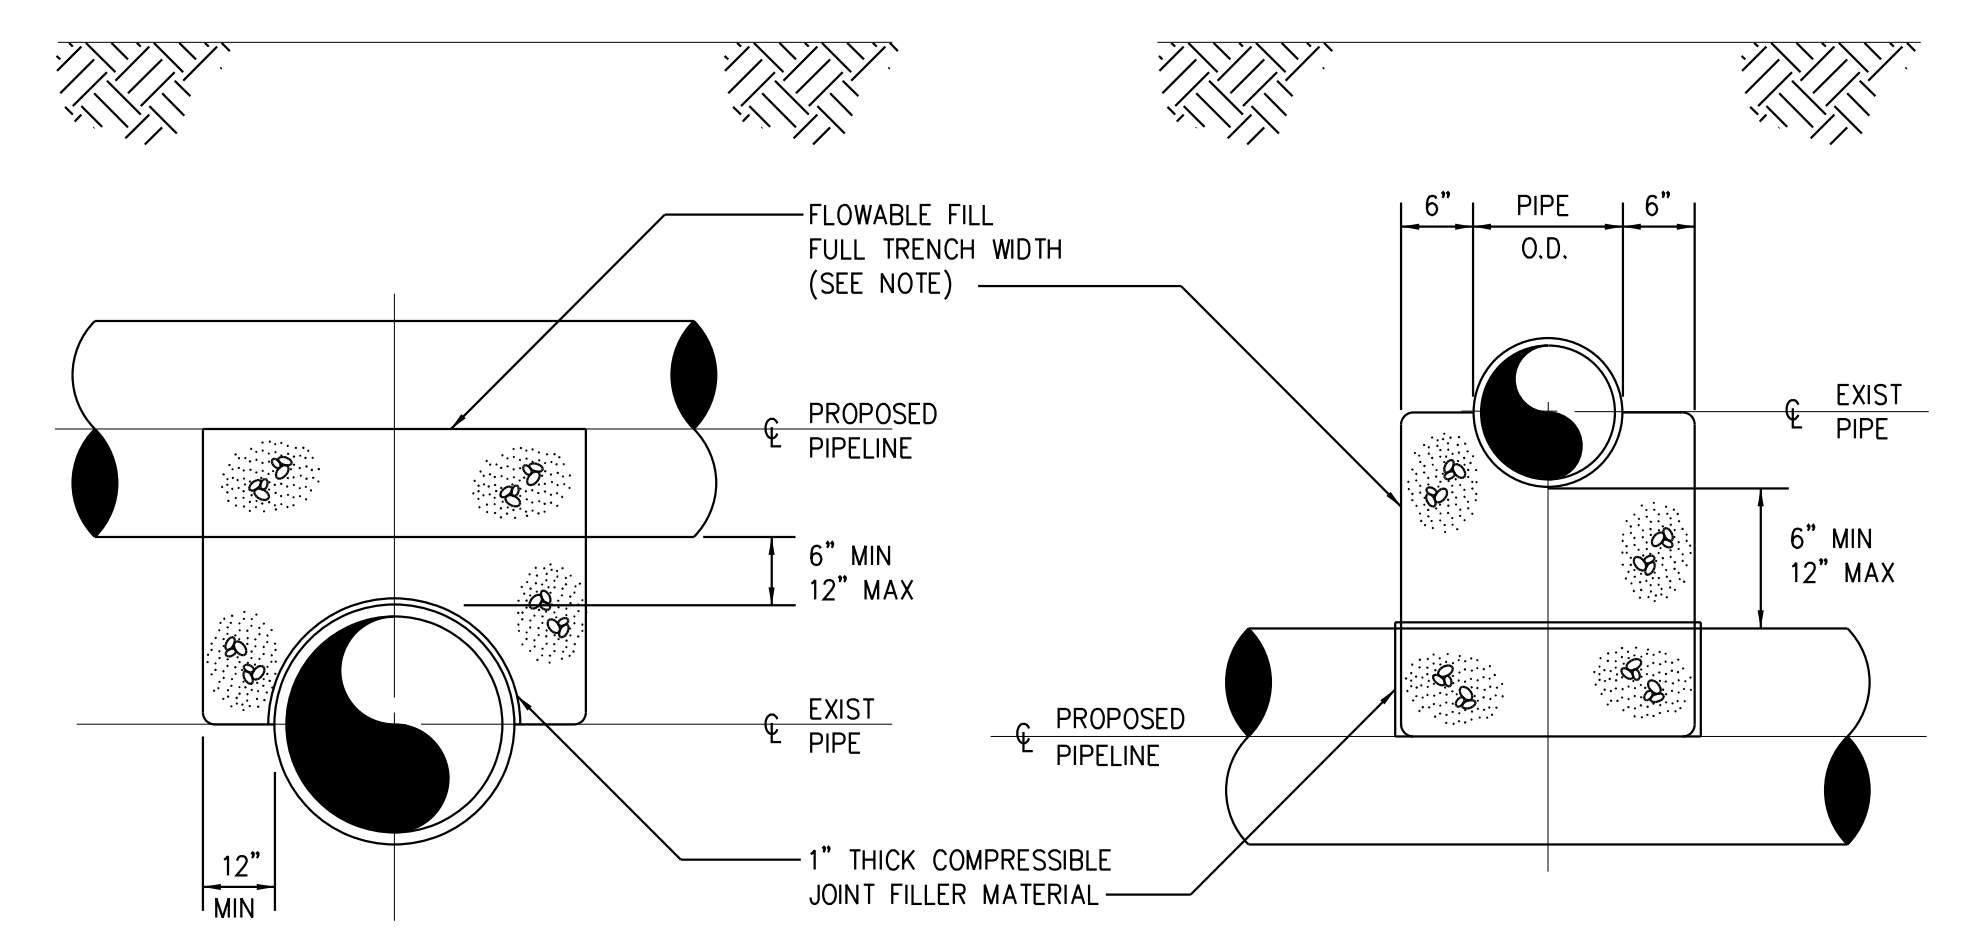 FLOWABLE FILL
FULL TRENCH WIDTH
(SEE NOTE)
℄ PROPOSED
PIPELINE
6" MIN
12" MAX
℄ EXIST
PIPE
12"
MIN
1" THICK COMPRESSIBLE
JOINT FILLER MATERIAL
6" PIPE 6"
O.D.
℄ EXIST
PIPE
6" MIN
12" MAX
℄ PROPOSED
PIPELINE